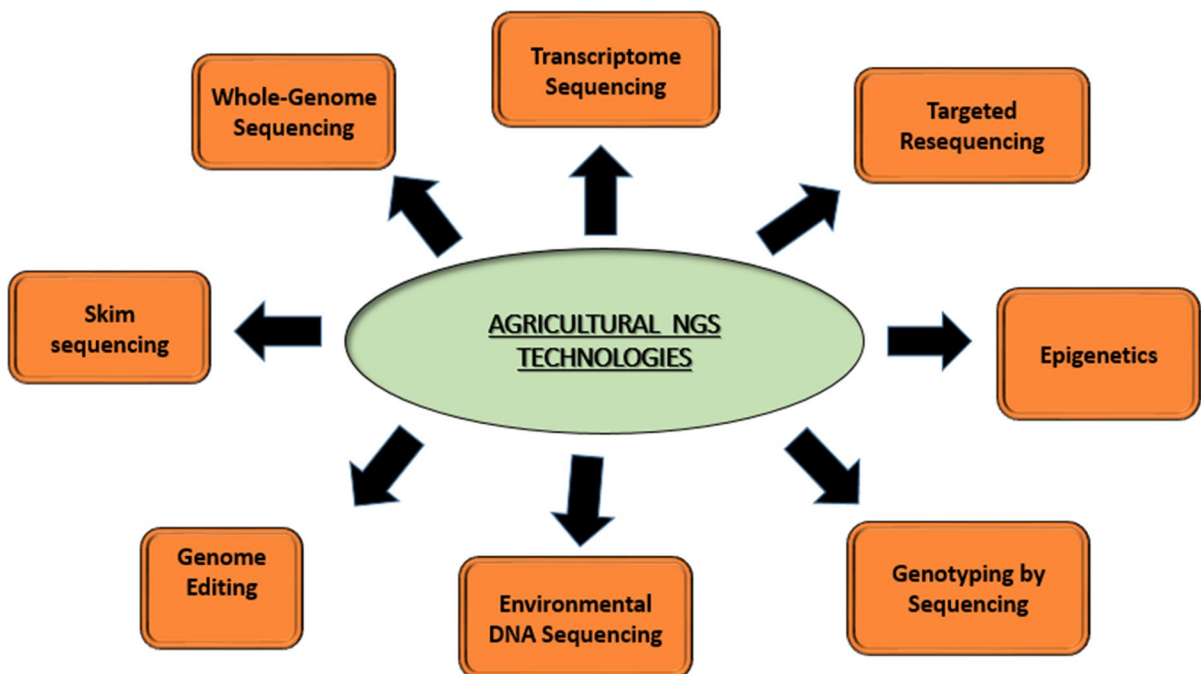 Transcriptome
Sequencing
Whole-Genome
Sequencing
Targeted
Resequencing
Skim
sequencing
AGRICULTURAL NGS
TECHNOLOGIES
Epigenetics
Genome
Editing
Environmental
DNA Sequencing
Genotyping by
Sequencing